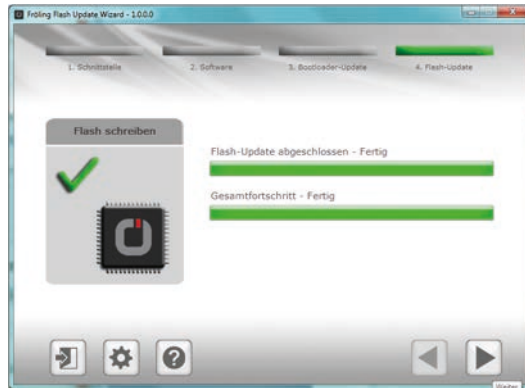 Fröling Flash Update Wizard - 1.0.0.0
1. Schnittstelle
2. Software
3. Bootloader-Update
4. Flash-Update
Flash schreiben
Flash-Update abgeschlossen - Fertig
Gesamtfortschritt - Fertig
Weiter